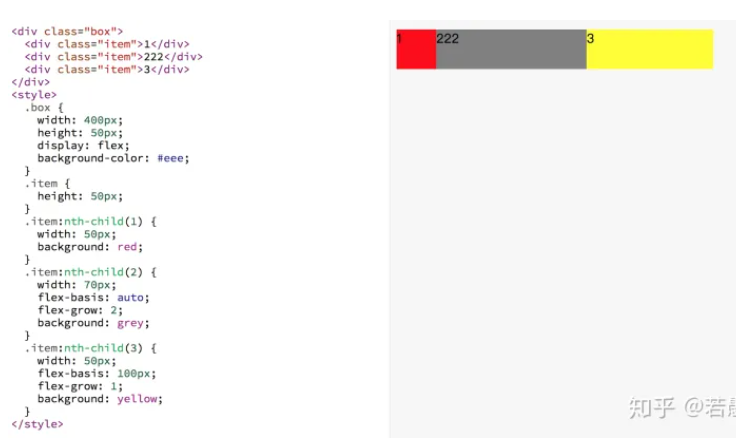 <div class="box">
  <div class="item">1</div>
  <div class="item">222</div>
  <div class="item">3</div>
</div>
<style>
  .box {
    width: 400px;
    height: 50px;
    display: flex;
    background-color: #eee;
  }
  .item {
    height: 50px;
  }
  .item:nth-child(1) {
    width: 50px;
    background: red;
  }
  .item:nth-child(2) {
    width: 70px;
    flex-basis: auto;
    flex-grow: 2;
    background: grey;
  }
  .item:nth-child(3) {
    width: 50px;
    flex-basis: 100px;
    flex-grow: 1;
    background: yellow;
  }
</style>
1 222 3
知乎 @若愚